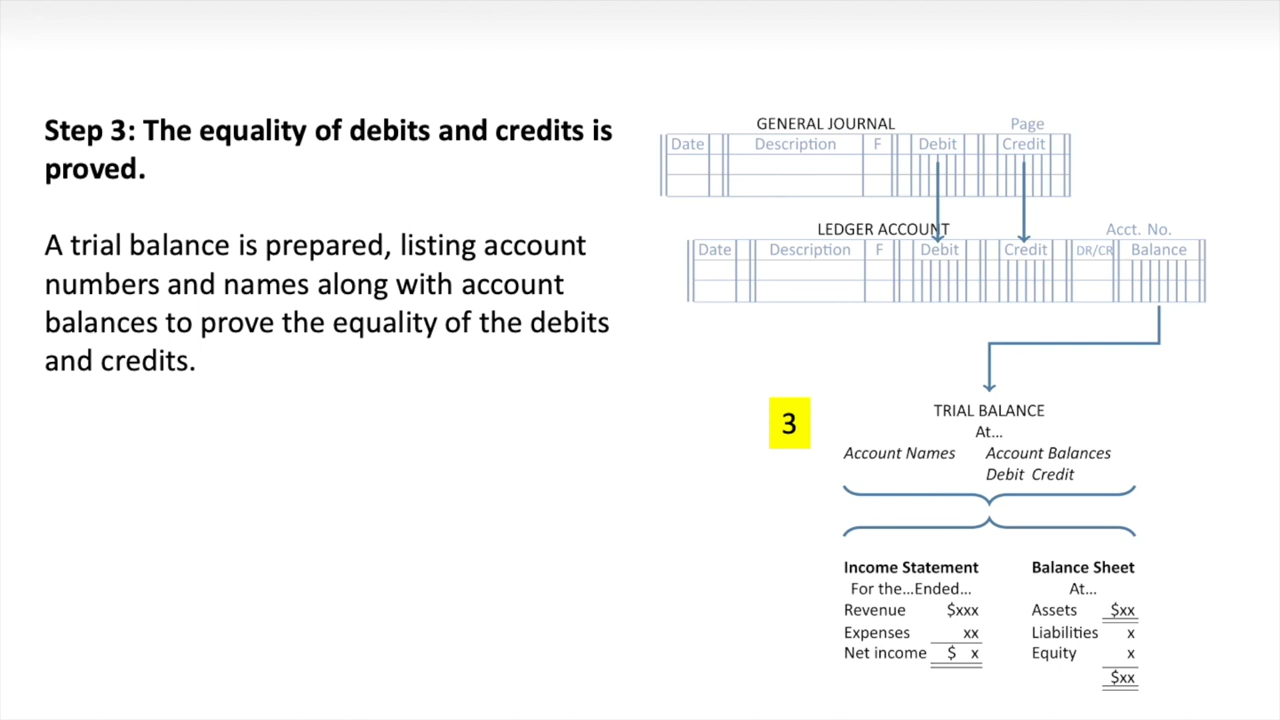 Step 3: The equality of debits and credits is
proved.
A trial balance is prepared, listing account
numbers and names along with account
balances to prove the equality of the debits
and credits.
GENERAL JOURNAL Page
Date Description F Debit Credit
LEDGER ACCOUNT Acct. No.
Date Description F Debit Credit DR/CR Balance
3
TRIAL BALANCE
At...
Account Names Account Balances
Debit Credit
Income Statement
For the...Ended...
Revenue $xxx
Expenses xx
Net income $ x
Balance Sheet
At...
Assets $xx
Liabilities x
Equity x
$xx